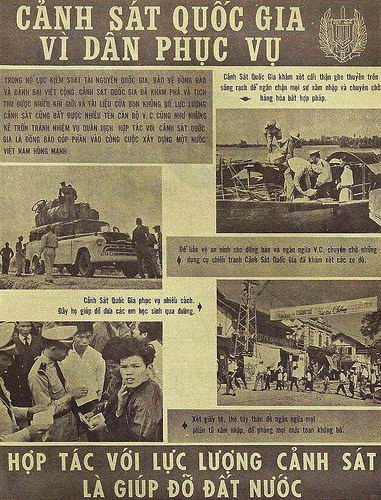 CẢNH SÁT QUỐC GIA
VÌ DÂN PHỤC VỤ
TRONG NỖ LỰC KIỂM SOÁT TÀI NGUYÊN QUỐC GIA, BẢO VỆ ĐỒNG BÀO
VÀ ĐÁNH BẠI VIỆT CỘNG, CẢNH SÁT QUỐC GIA ĐÃ KHÁM PHÁ VÀ TỊCH
THU ĐƯỢC NHIỀU KHÍ GIỚI VÀ TÀI LIỆU CỦA BỌN KHỦNG BỐ. LỰC LƯỢNG
CẢNH SÁT CŨNG BẮT ĐƯỢC NHIỀU TÊN CÁN BỘ V.C. CŨNG NHƯ NHỮNG
KẺ TRỐN TRÁNH NHIỆM VỤ QUÂN DỊCH. HỢP TÁC VỚI CẢNH SÁT QUỐC
GIA LÀ ĐỒNG BÀO GÓP PHẦN VÀO CÔNG CUỘC XÂY DỰNG MỘT NƯỚC
VIỆT NAM HÙNG MẠNH.
Cảnh Sát Quốc Gia khám xét cẩn thận ghe thuyền trên
sông rạch để ngăn chận mọi sự xâm nhập và chuyên chở
hàng hóa bất hợp pháp.
Để bảo vệ an ninh cho đồng bào và ngăn ngừa V.C. chuyên chở những
dụng cụ chiến tranh Cảnh Sát Quốc Gia đã khám xét các xe đò.
Cảnh Sát Quốc Gia phục vụ nhiều cách.
Đây họ giúp đỡ đưa các em học sinh qua đường.
Xét giấy tờ, thẻ tùy thân để ngăn ngừa mọi
phần tử xâm nhập, đề phòng mọi mưu toan khủng bố.
HỢP TÁC VỚI LỰC LƯỢNG CẢNH SÁT
LÀ GIÚP ĐỠ ĐẤT NƯỚC